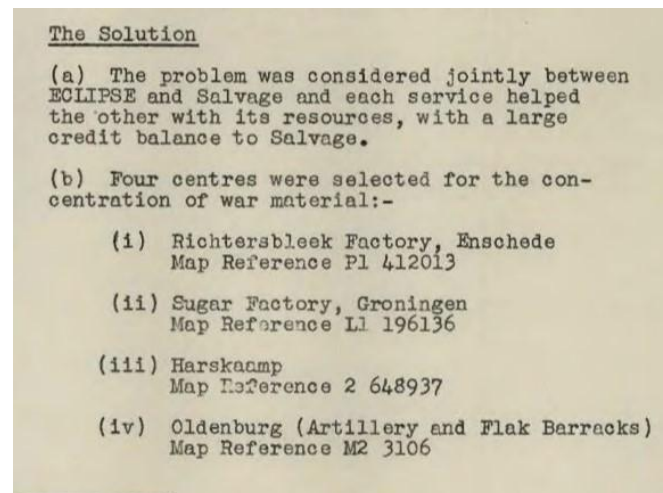 The Solution
(a) The problem was considered jointly between
ECLIPSE and Salvage and each service helped
the other with its resources, with a large
credit balance to Salvage.
(b) Four centres were selected for the con-
centration of war material:-
(i) Richtersbleek Factory, Enschede
Map Reference P1 412013
(ii) Sugar Factory, Groningen
Map Reference L1 196136
(iii) Harskaamp
Map Reference 2 648937
(iv) Oldenburg (Artillery and Flak Barracks)
Map Reference M2 3106